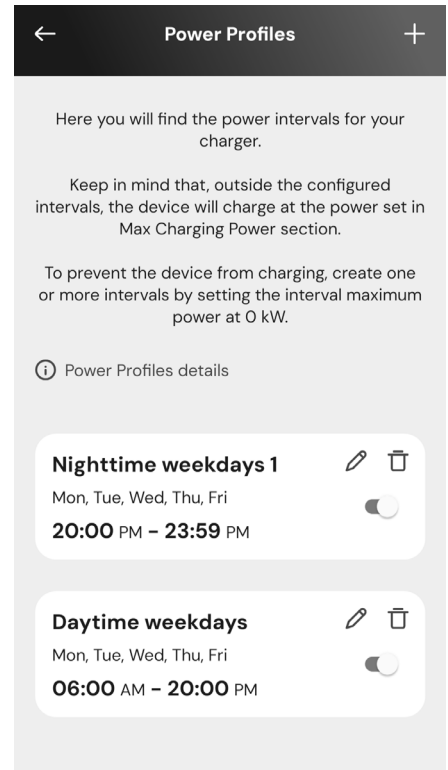 Power Profiles
Here you will find the power intervals for your
charger.
Keep in mind that, outside the configured
intervals, the device will charge at the power set in
Max Charging Power section.
To prevent the device from charging, create one
or more intervals by setting the interval maximum
power at 0 kW.
Power Profiles details
Nighttime weekdays 1
Mon, Tue, Wed, Thu, Fri
20:00 PM – 23:59 PM
Daytime weekdays
Mon, Tue, Wed, Thu, Fri
06:00 AM – 20:00 PM